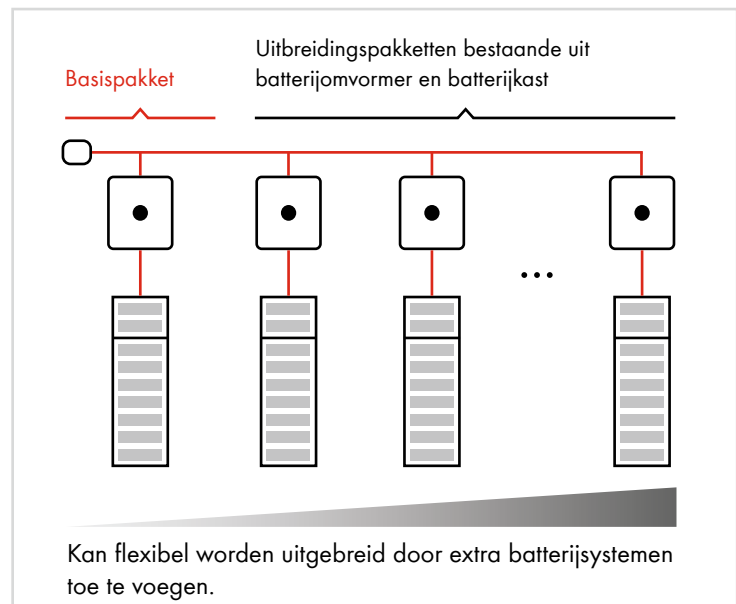 Basispakket
Uitbreidingspakketten bestaande uit
batterijomvormer en batterijkast
...
Kan flexibel worden uitgebreid door extra batterijsystemen
toe te voegen.